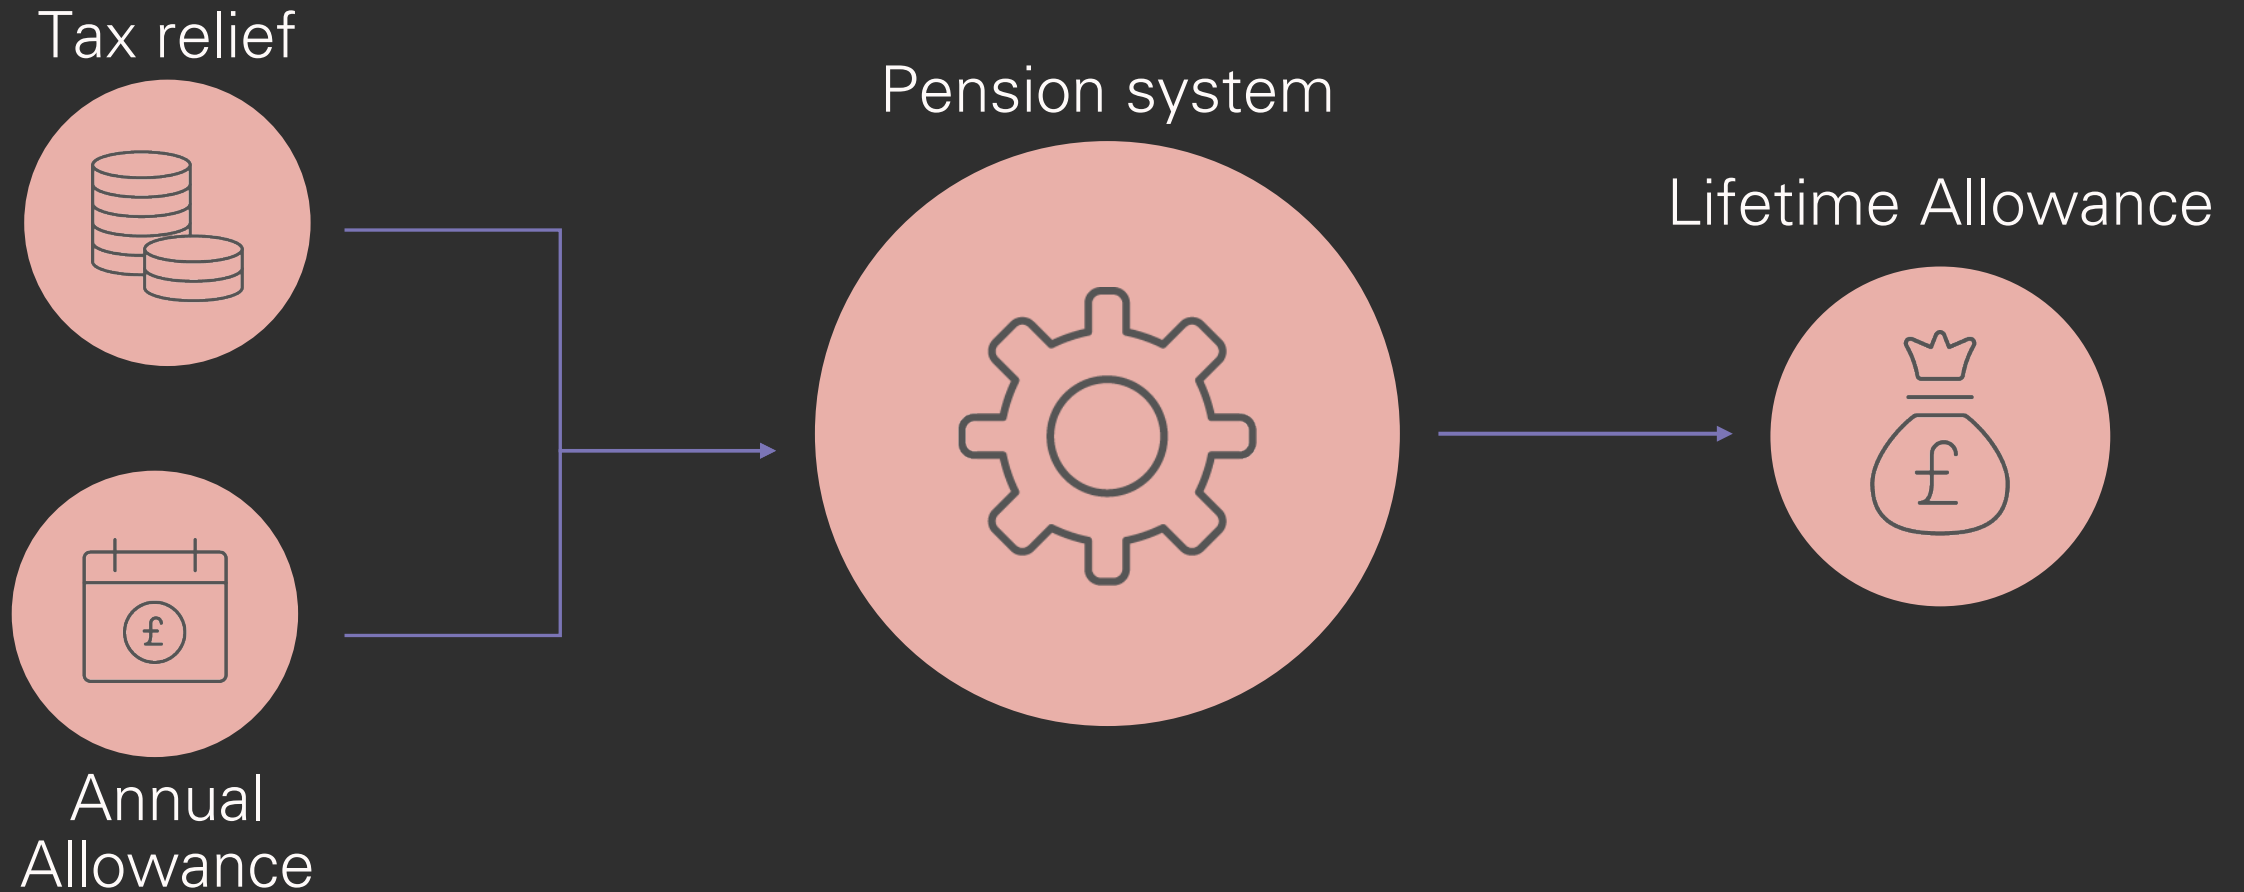 Tax relief
Pension system
Lifetime Allowance
£
£
Annual
Allowance